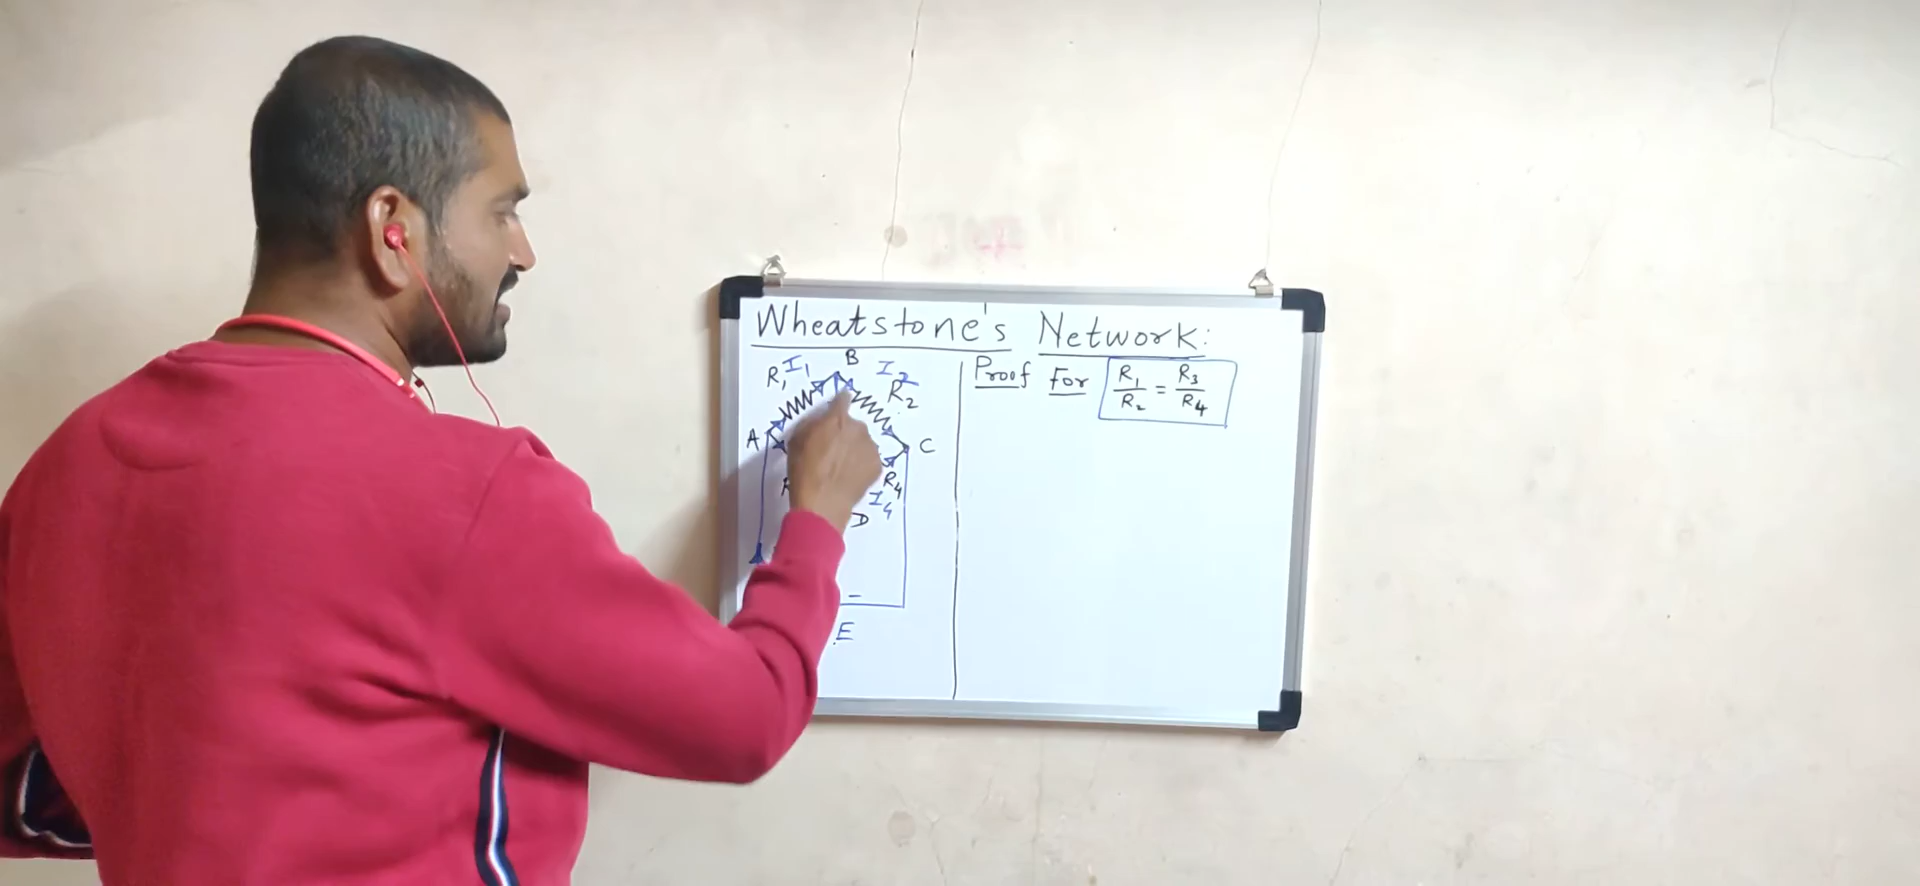 Wheatstone's Network:
B
R₁ I₁
I₂
R₂
A
C
R₄
I₄
D
-
E
Proof For R₁/R₂ = R₃/R₄